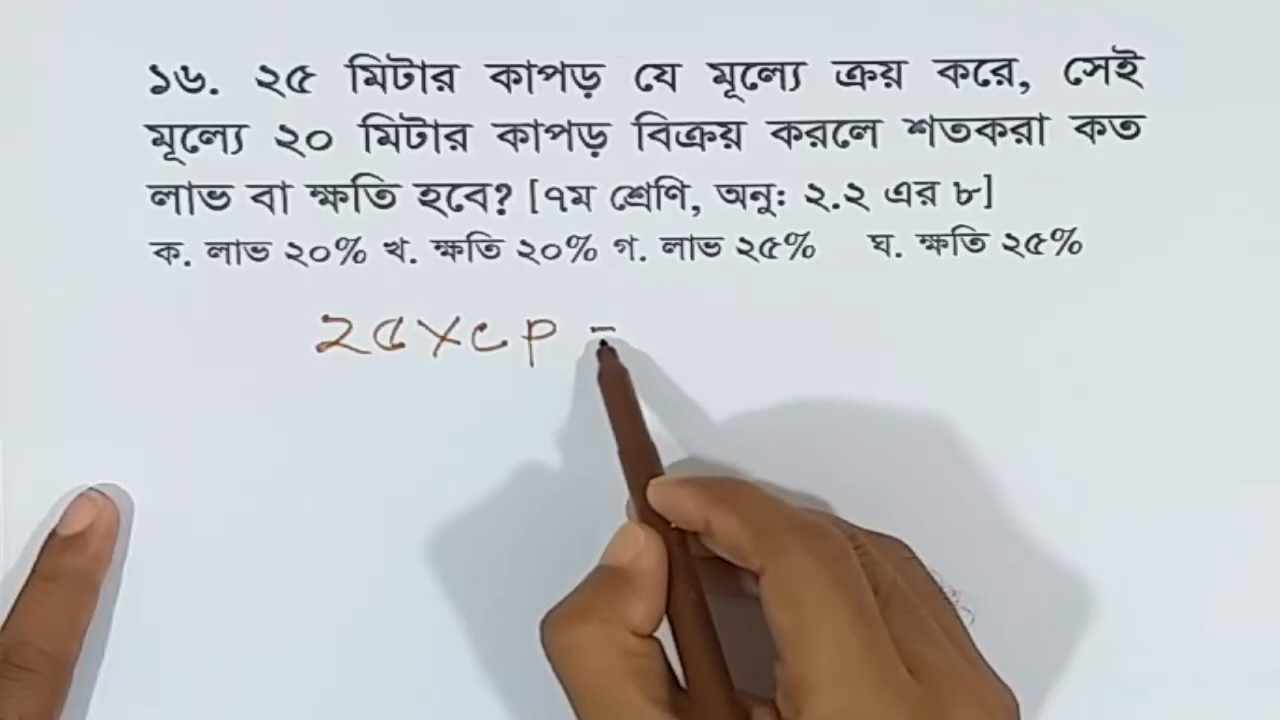 ১৬. ২৫ মিটার কাপড় যে মূল্যে ক্রয় করে, সেই
মূল্যে ২০ মিটার কাপড় বিক্রয় করলে শতকরা কত
লাভ বা ক্ষতি হবে? [৭ম শ্রেণি, অনুঃ ২.২ এর ৮]
ক. লাভ ২০% খ. ক্ষতি ২০% গ. লাভ ২৫% ঘ. ক্ষতি ২৫%
২৫ X C P =